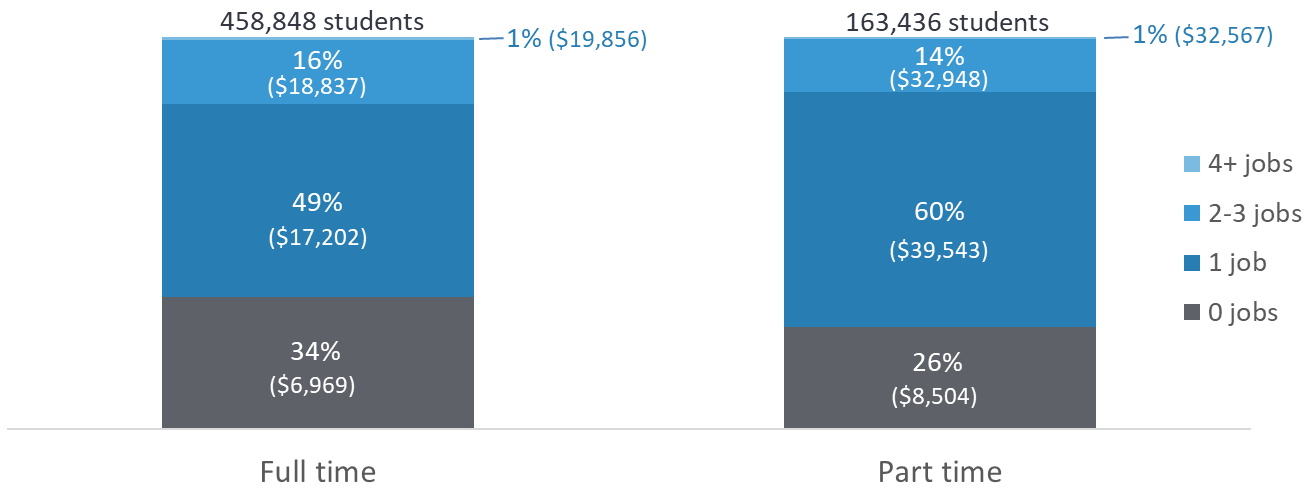 458,848 students
1% ($19,856)
16%
($18,837)
49%
($17,202)
34%
($6,969)
Full time
163,436 students
1% ($32,567)
14%
($32,948)
60%
($39,543)
26%
($8,504)
Part time
4+ jobs
2-3 jobs
1 job
0 jobs